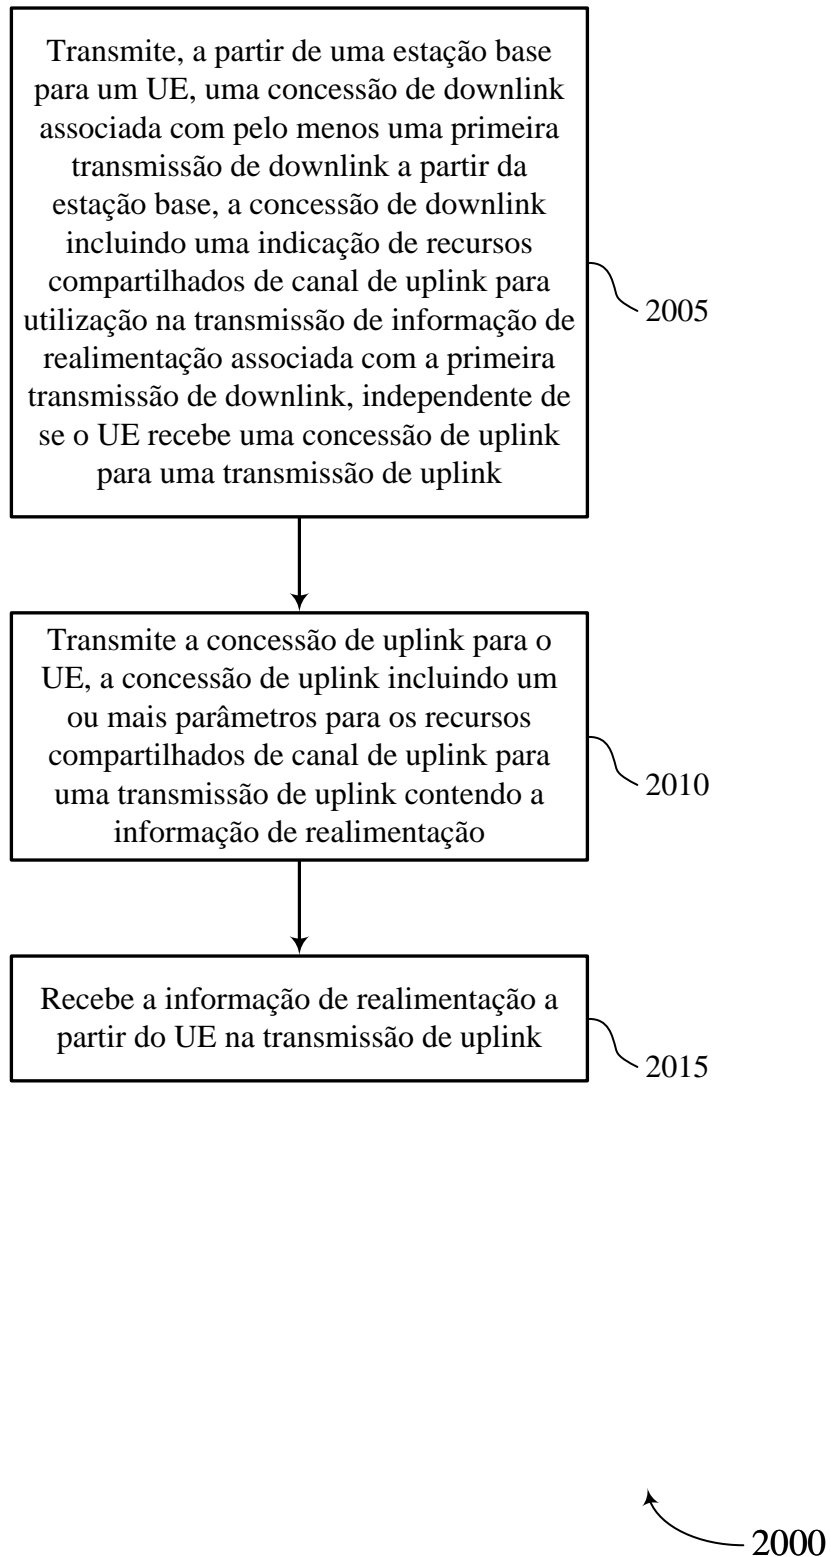 Transmite, a partir de uma estação base
para um UE, uma concessão de downlink
associada com pelo menos uma primeira
transmissão de downlink a partir da
estação base, a concessão de downlink
incluindo uma indicação de recursos
compartilhados de canal de uplink para
utilização na transmissão de informação de
realimentação associada com a primeira
transmissão de downlink, independente de
se o UE recebe uma concessão de uplink
para uma transmissão de uplink
2005
Transmite a concessão de uplink para o
UE, a concessão de uplink incluindo um
ou mais parâmetros para os recursos
compartilhados de canal de uplink para
uma transmissão de uplink contendo a
informação de realimentação
2010
Recebe a informação de realimentação a
partir do UE na transmissão de uplink
2015
2000